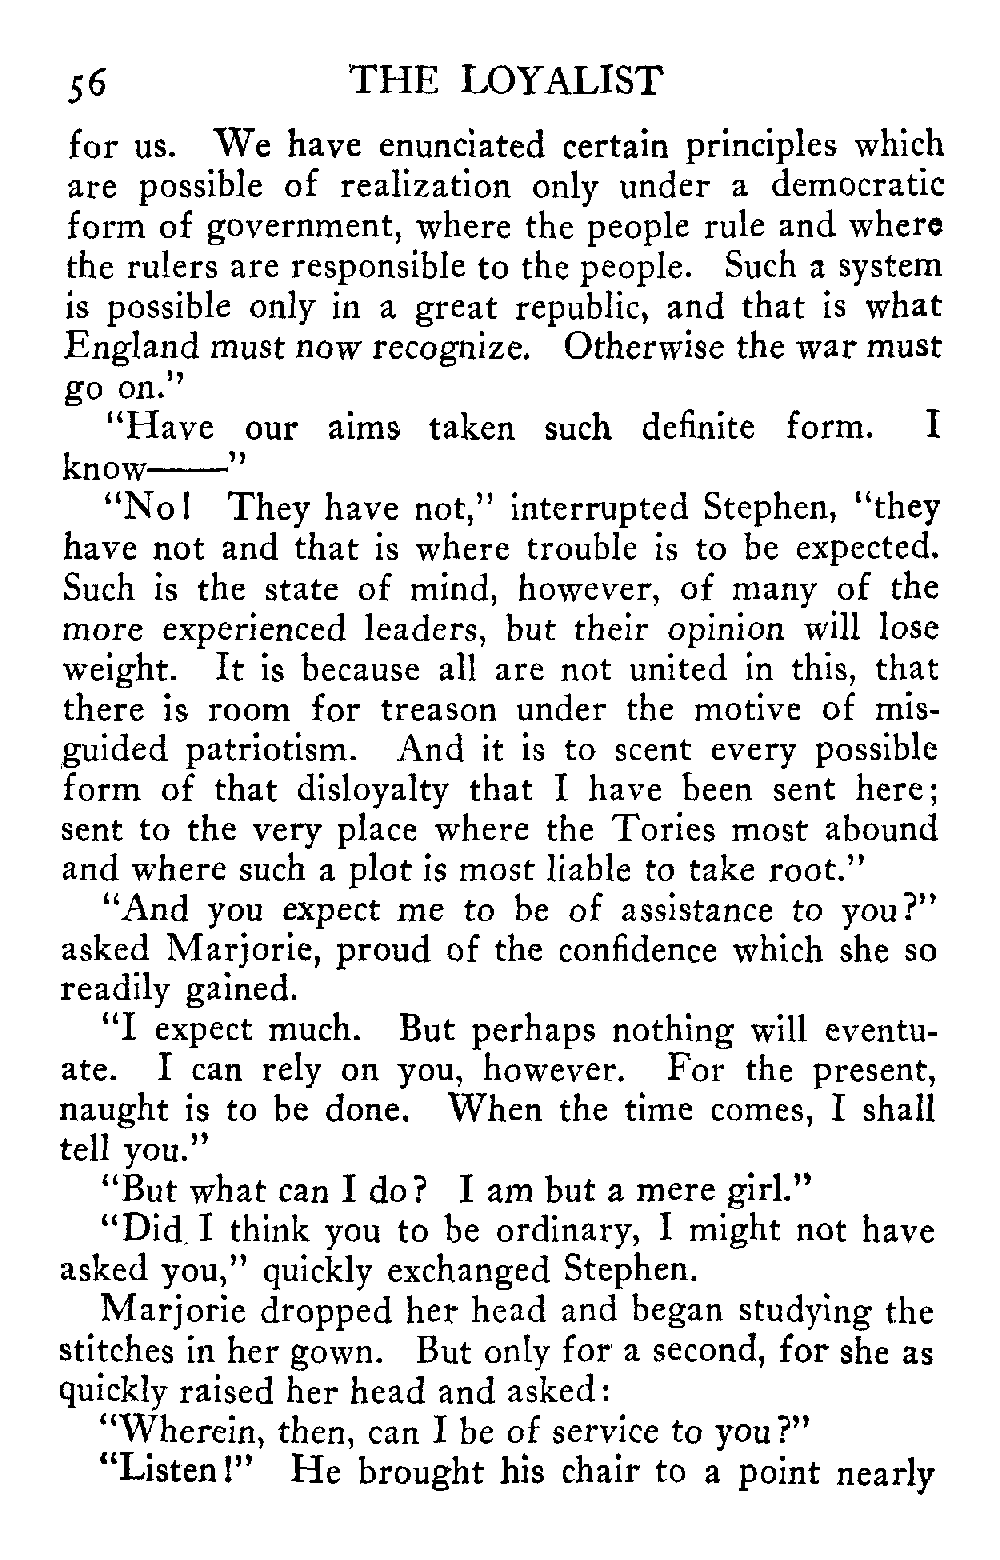 56 THE LOYALIST
for us. We have enunciated certain principles which
are possible of realization only under a democratic
form of government, where the people rule and where
the rulers are responsible to the people. Such a system
is possible only in a great republic, and that is what
England must now recognize. Otherwise the war must
go on."
"Have our aims taken such definite form. I
know——"
"No! They have not," interrupted Stephen, "they
have not and that is where trouble is to be expected.
Such is the state of mind, however, of many of the
more experienced leaders, but their opinion will lose
weight. It is because all are not united in this, that
there is room for treason under the motive of mis-
guided patriotism. And it is to scent every possible
form of that disloyalty that I have been sent here;
sent to the very place where the Tories most abound
and where such a plot is most liable to take root."
"And you expect me to be of assistance to you?"
asked Marjorie, proud of the confidence which she so
readily gained.
"I expect much. But perhaps nothing will eventu-
ate. I can rely on you, however. For the present,
naught is to be done. When the time comes, I shall
tell you."
"But what can I do? I am but a mere girl."
"Did I think you to be ordinary, I might not have
asked you," quickly exchanged Stephen.
Marjorie dropped her head and began studying the
stitches in her gown. But only for a second, for she as
quickly raised her head and asked:
"Wherein, then, can I be of service to you?"
"Listen!" He brought his chair to a point nearly